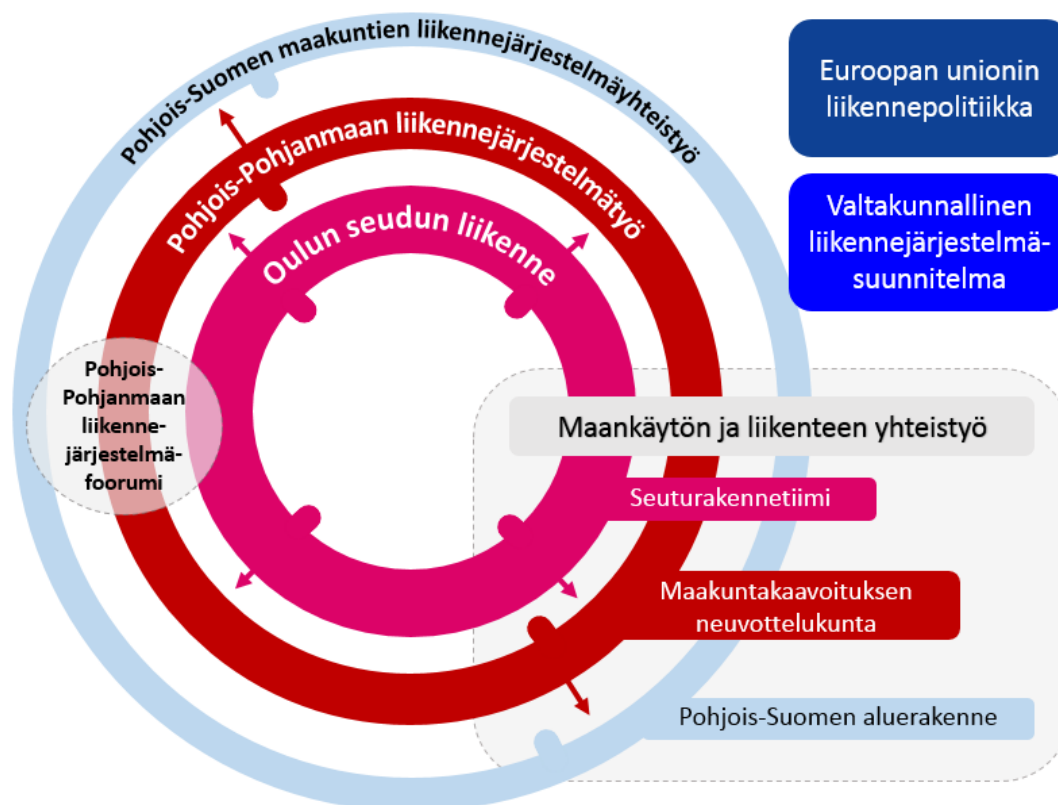 Pohjois-Suomen maakuntien liikennejärjestelmäyhteistyö
Pohjois-Pohjanmaan liikennejärjestelmätyö
Oulun seudun liikenne
Euroopan unionin
liikennepolitiikka
Valtakunnallinen
liikennejärjestelmä-
suunnitelma
Pohjois-
Pohjanmaan
liikenne-
järjestelmä-
foorumi
Maankäytön ja liikenteen yhteistyö
Seuturakennetiimi
Maakuntakaavoituksen
neuvottelukunta
Pohjois-Suomen aluerakenne